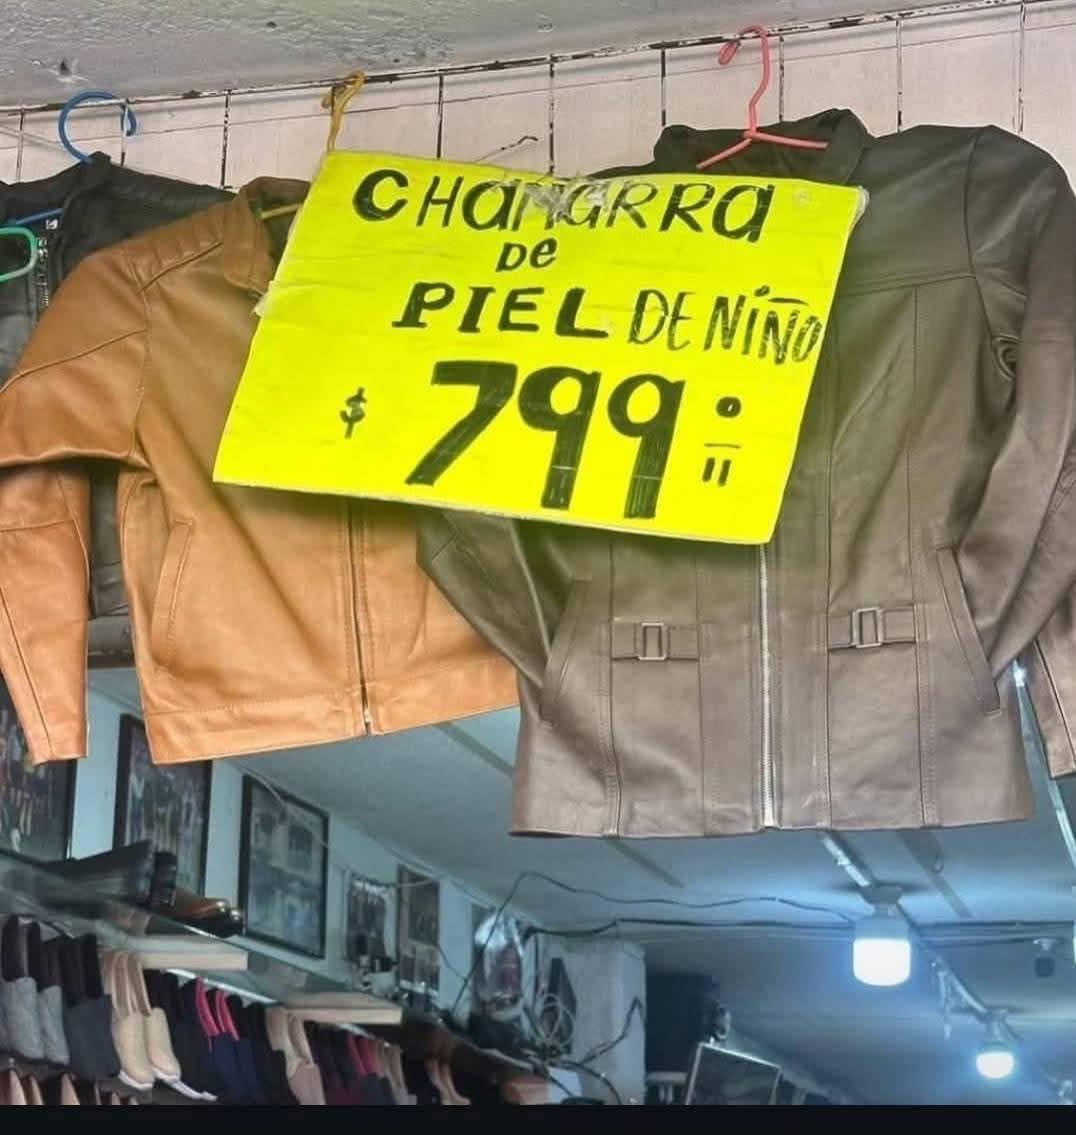 CHAMARRA
DE
PIEL DE NIÑO
$ 799 º/"